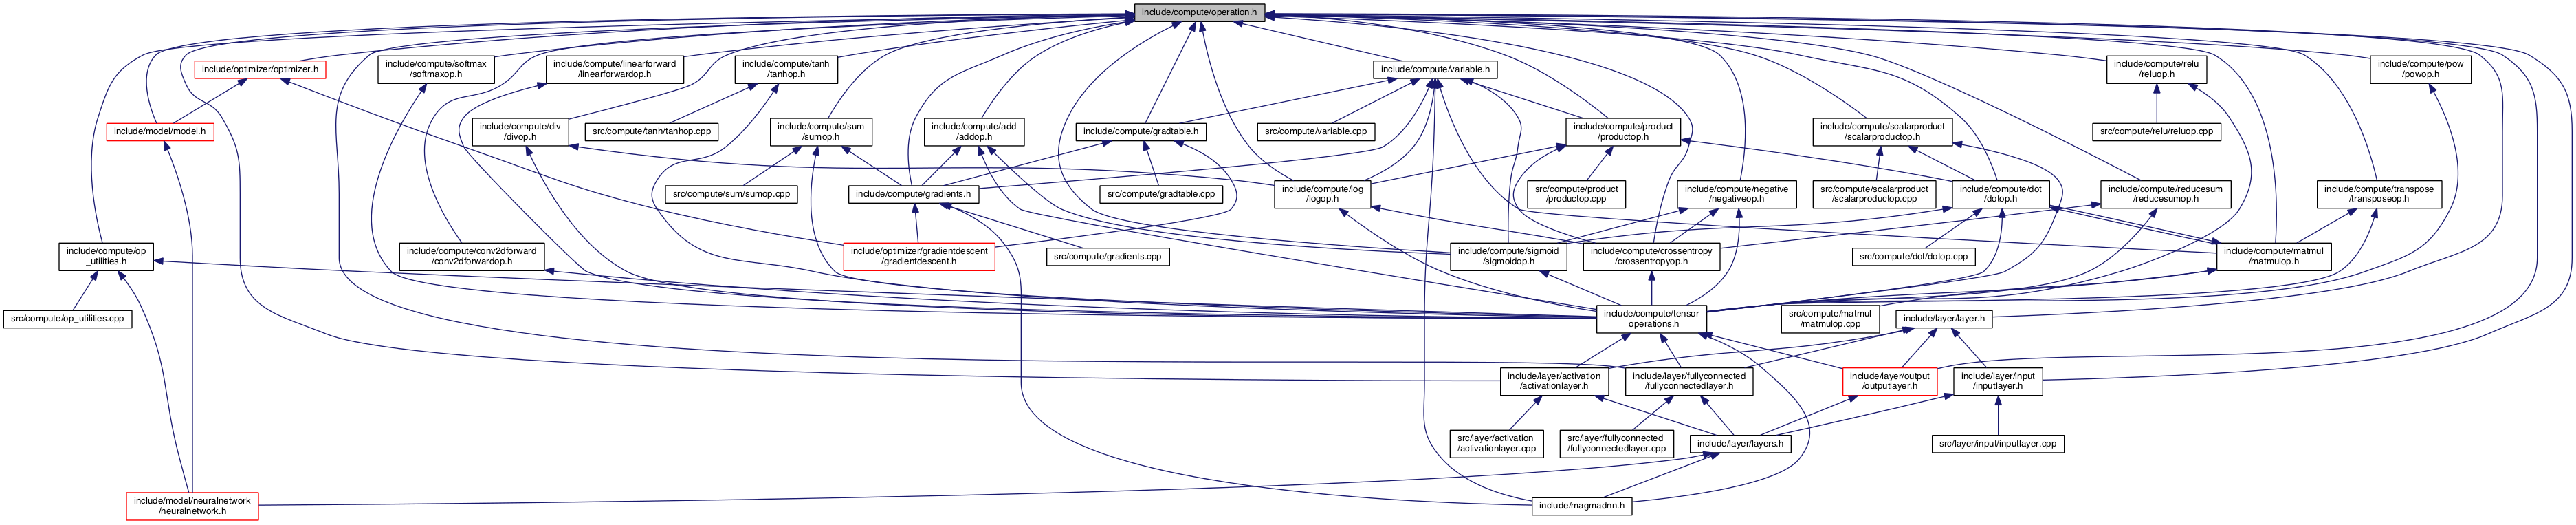 include/compute/operation.h
include/optimizer/optimizer.h
include/compute/softmax
/softmaxop.h
include/compute/linearforward
/linearforwardop.h
include/compute/tanh
/tanhop.h
include/compute/variable.h
include/compute/relu
/reluop.h
include/compute/pow
/powop.h
include/model/model.h
include/compute/div
/divop.h
src/compute/tanh/tanhop.cpp
include/compute/sum
/sumop.h
include/compute/add
/addop.h
include/compute/gradtable.h
src/compute/variable.cpp
include/compute/product
/productop.h
include/compute/scalarproduct
/scalarproductop.h
src/compute/relu/reluop.cpp
src/compute/sum/sumop.cpp
include/compute/gradients.h
src/compute/gradtable.cpp
include/compute/log
/logop.h
src/compute/product
/productop.cpp
include/compute/negative
/negativeop.h
src/compute/scalarproduct
/scalarproductop.cpp
include/compute/dot
/dotop.h
include/compute/reducesum
/reducesumop.h
include/compute/transpose
/transposeop.h
include/compute/op
_utilities.h
include/compute/conv2dforward
/conv2dforwardop.h
include/optimizer/gradientdescent
/gradientdescent.h
src/compute/gradients.cpp
include/compute/sigmoid
/sigmoidop.h
include/compute/crossentropy
/crossentropyop.h
src/compute/dot/dotop.cpp
include/compute/matmul
/matmulop.h
src/compute/op_utilities.cpp
include/compute/tensor
_operations.h
src/compute/matmul
/matmulop.cpp
include/layer/layer.h
include/layer/activation
/activationlayer.h
include/layer/fullyconnected
/fullyconnectedlayer.h
include/layer/output
/outputlayer.h
include/layer/input
/inputlayer.h
src/layer/activation
/activationlayer.cpp
src/layer/fullyconnected
/fullyconnectedlayer.cpp
include/layer/layers.h
src/layer/input/inputlayer.cpp
include/model/neuralnetwork
/neuralnetwork.h
include/magmadnn.h